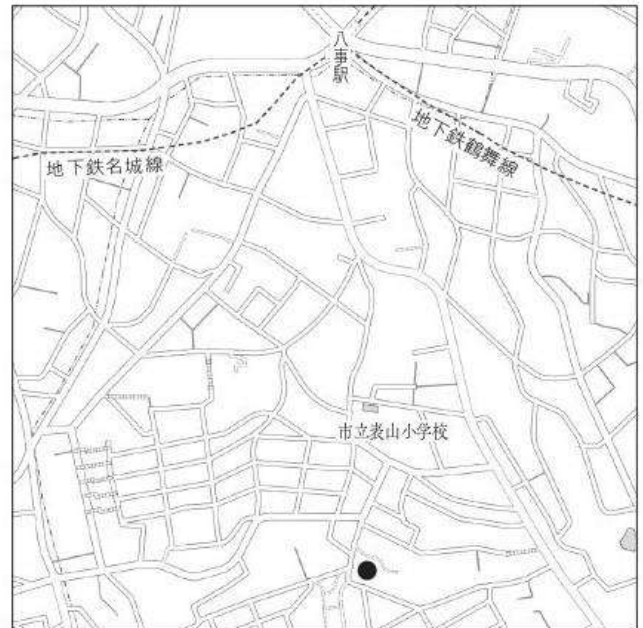 八事駅
地下鉄名城線
地下鉄鶴舞線
市立表山小学校